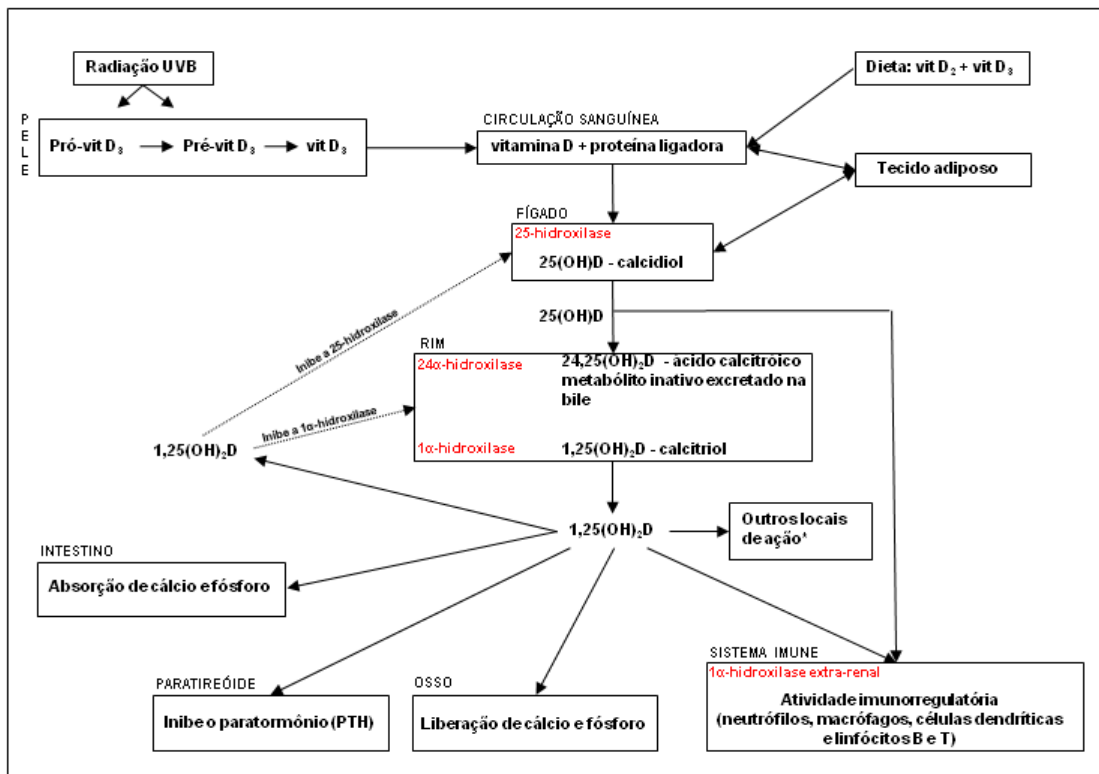 Radiação UVB
Dieta: vit D₂ + vit D₃
PELE
Pró-vit D₃
Pré-vit D₃
vit D₃
CIRCULAÇÃO SANGUÍNEA
vitamina D + proteína ligadora
Tecido adiposo
FÍGADO
25-hidroxilase
25(OH)D - calcidiol
25(OH)D
Inibe a 25-hidroxilase
RIM
24α-hidroxilase
24,25(OH)₂D - ácido calcitróico
metabólito inativo excretado na
bile
Inibe a 1α-hidroxilase
1,25(OH)₂D
1α-hidroxilase
1,25(OH)₂D - calcitriol
1,25(OH)₂D
Outros locais
de ação*
INTESTINO
Absorção de cálcio e fósforo
PARATIREÓIDE
Inibe o paratormônio (PTH)
OSSO
Liberação de cálcio e fósforo
SISTEMA IMUNE
1α-hidroxilase extra-renal
Atividade imunorregulatória
(neutrófilos, macrófagos, células dendríticas
e linfócitos B e T)